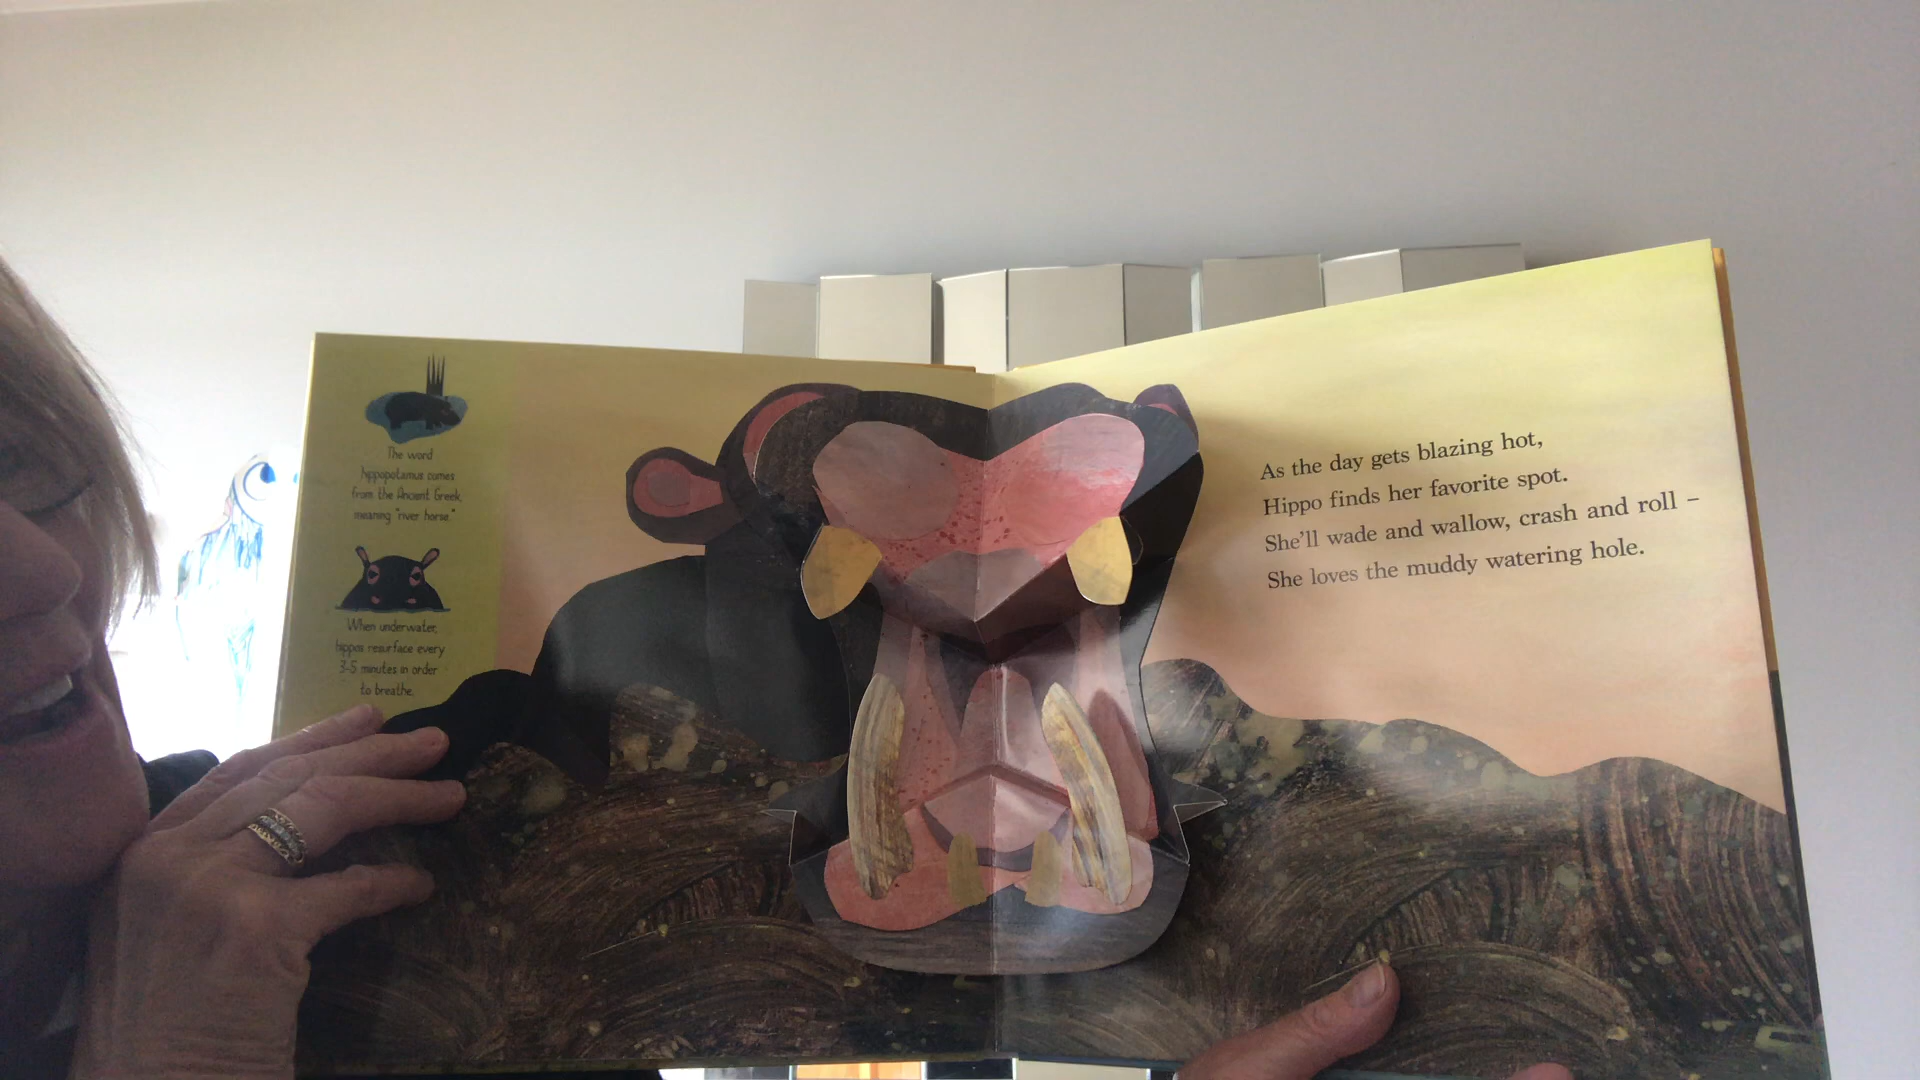 The word
hippopotamus comes
from the Ancient Greek,
meaning "river horse."
When underwater,
hippos resurface every
3-5 minutes in order
to breathe.
As the day gets blazing hot,
Hippo finds her favorite spot.
She'll wade and wallow, crash and roll –
She loves the muddy watering hole.